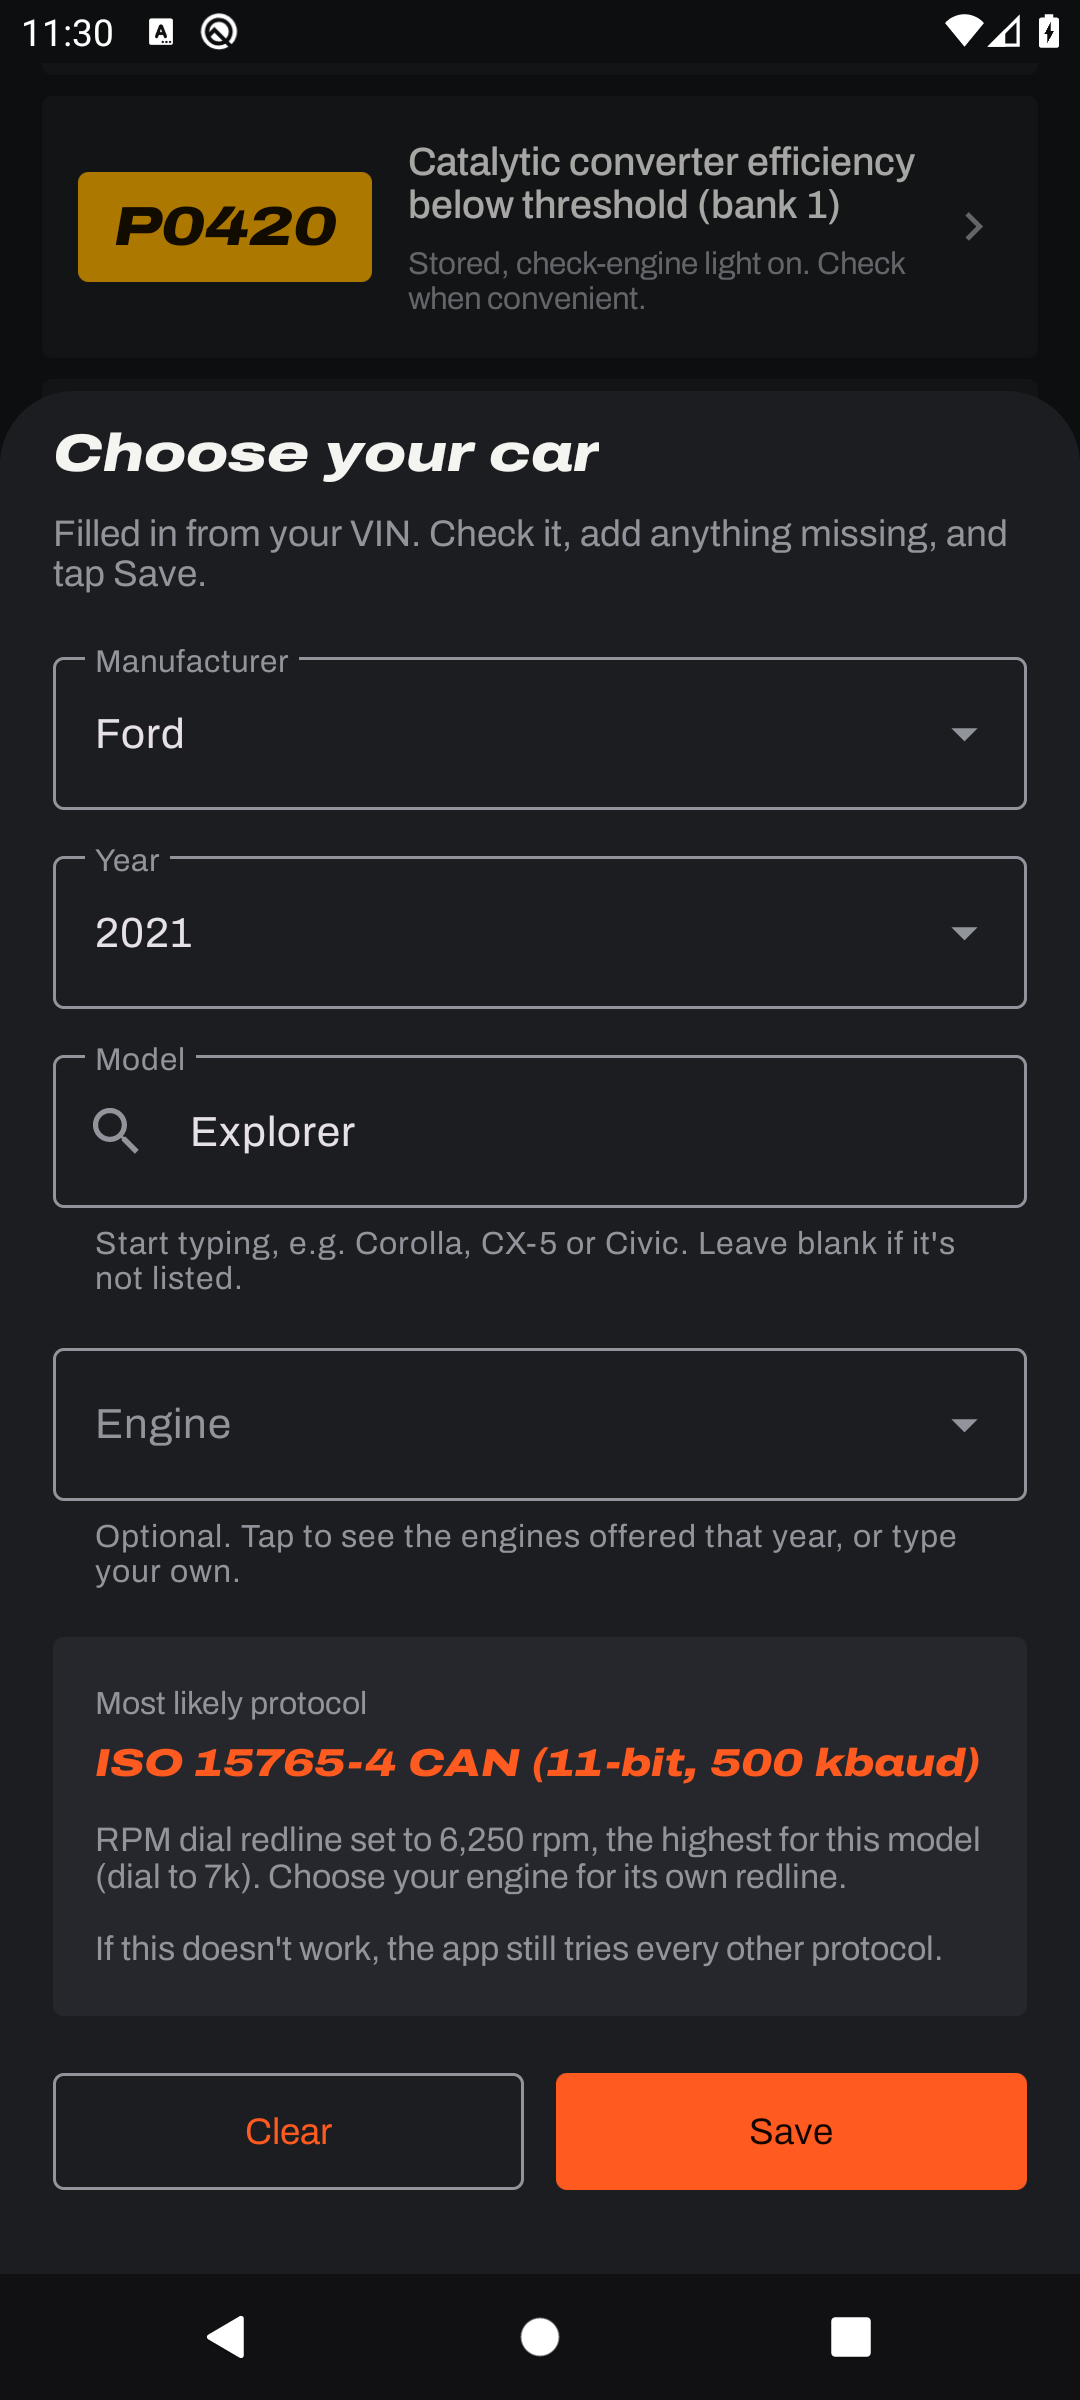 11:30
P0420
Catalytic converter efficiency
below threshold (bank 1)
Stored, check-engine light on. Check
when convenient.
Choose your car
Filled in from your VIN. Check it, add anything missing, and
tap Save.
Manufacturer
Ford
Year
2021
Model
Explorer
Start typing, e.g. Corolla, CX-5 or Civic. Leave blank if it's
not listed.
Engine
Optional. Tap to see the engines offered that year, or type
your own.
Most likely protocol
ISO 15765-4 CAN (11-bit, 500 kbaud)
RPM dial redline set to 6,250 rpm, the highest for this model
(dial to 7k). Choose your engine for its own redline.
If this doesn't work, the app still tries every other protocol.
Clear
Save